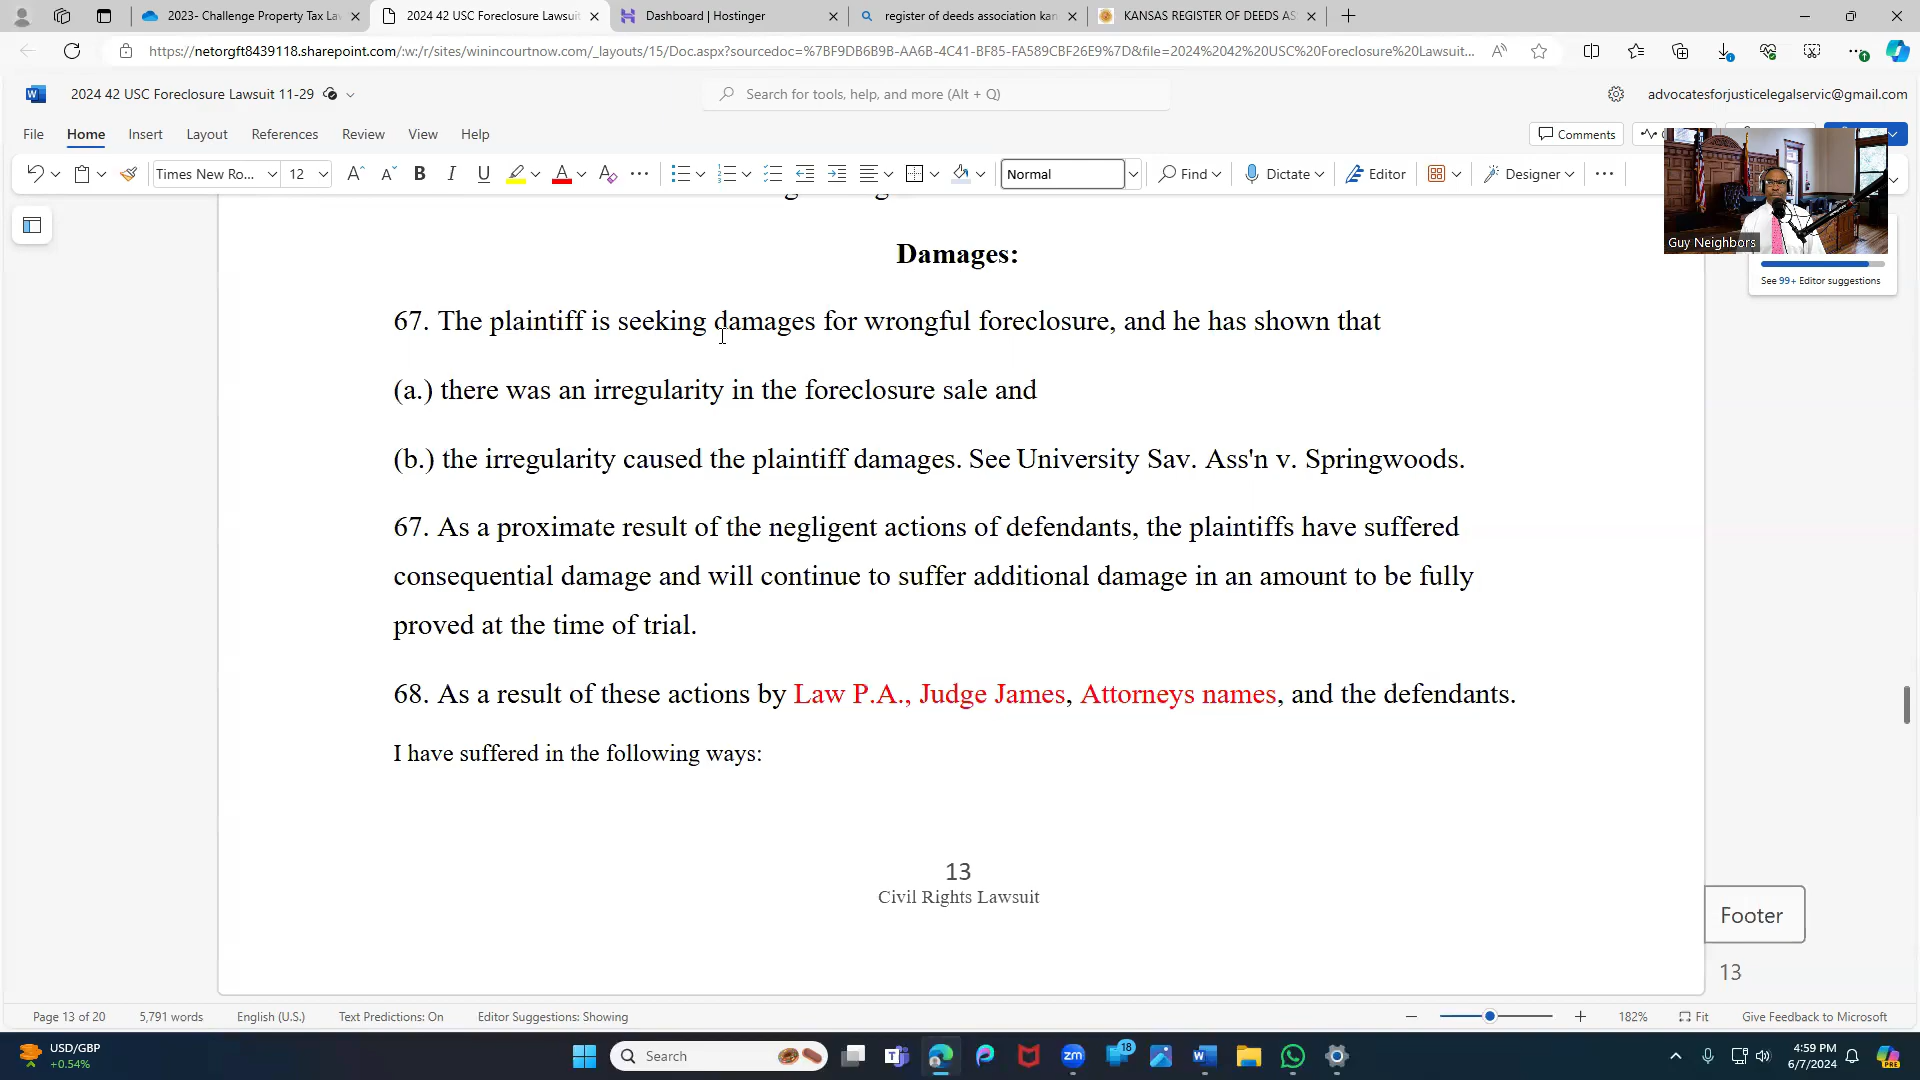 2023- Challenge Property Tax La
2024 42 USC Foreclosure Lawsuit
Dashboard | Hostinger
register of deeds association kan
KANSAS REGISTER OF DEEDS AS
https://netorgft8439118.sharepoint.com/:w:/r/sites/winincourtnow.com/_layouts/15/Doc.aspx?sourcedoc=%7BF9DB6B9B-AA6B-4C41-BF85-FA589CBF26E9%7D&file=2024%2042%20USC%20Foreclosure%20Lawsuit...
2024 42 USC Foreclosure Lawsuit 11-29
Search for tools, help, and more (Alt + Q)
advocatesforjusticelegalservic@gmail.com
File
Home
Insert
Layout
References
Review
View
Help
Comments
Times New Ro...
12
Normal
Find
Dictate
Editor
Designer
Guy Neighbors
See 99+ Editor suggestions
Damages:
67. The plaintiff is seeking damages for wrongful foreclosure, and he has shown that
(a.) there was an irregularity in the foreclosure sale and
(b.) the irregularity caused the plaintiff damages. See University Sav. Ass'n v. Springwoods.
67. As a proximate result of the negligent actions of defendants, the plaintiffs have suffered
consequential damage and will continue to suffer additional damage in an amount to be fully
proved at the time of trial.
68. As a result of these actions by Law P.A., Judge James, Attorneys names, and the defendants.
I have suffered in the following ways:
13
Civil Rights Lawsuit
Footer
13
Page 13 of 20
5,791 words
English (U.S.)
Text Predictions: On
Editor Suggestions: Showing
182%
Fit
Give Feedback to Microsoft
USD/GBP
+0.54%
Search
zm
18
4:59 PM
6/7/2024